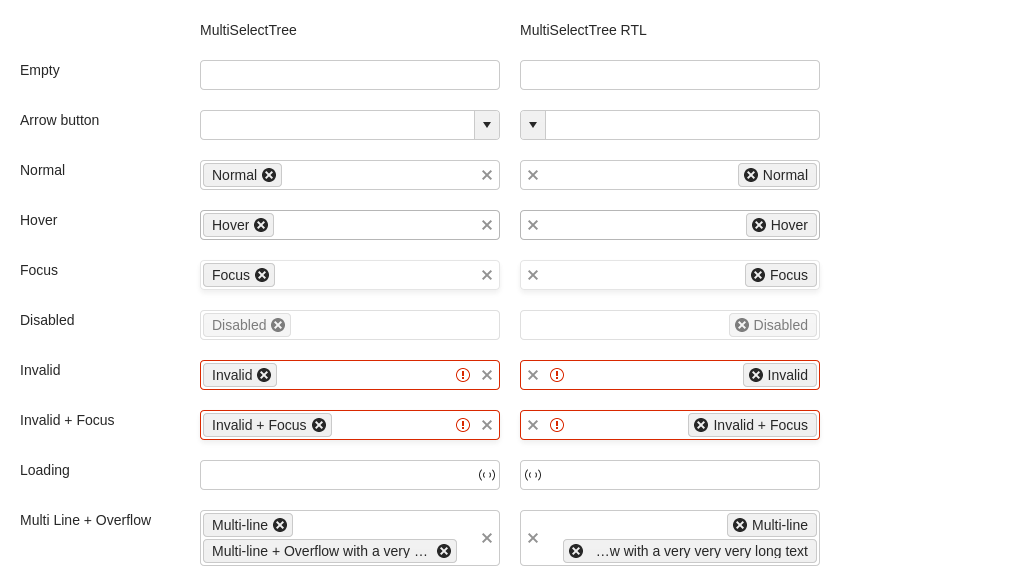 MultiSelectTree MultiSelectTree RTL
Empty
Arrow button
Normal Normal Normal
Hover Hover Hover
Focus Focus Focus
Disabled Disabled Disabled
Invalid Invalid Invalid
Invalid + Focus Invalid + Focus Invalid + Focus
Loading
Multi Line + Overflow Multi-line Multi-line
Multi-line + Overflow with a very … …w with a very very very long text